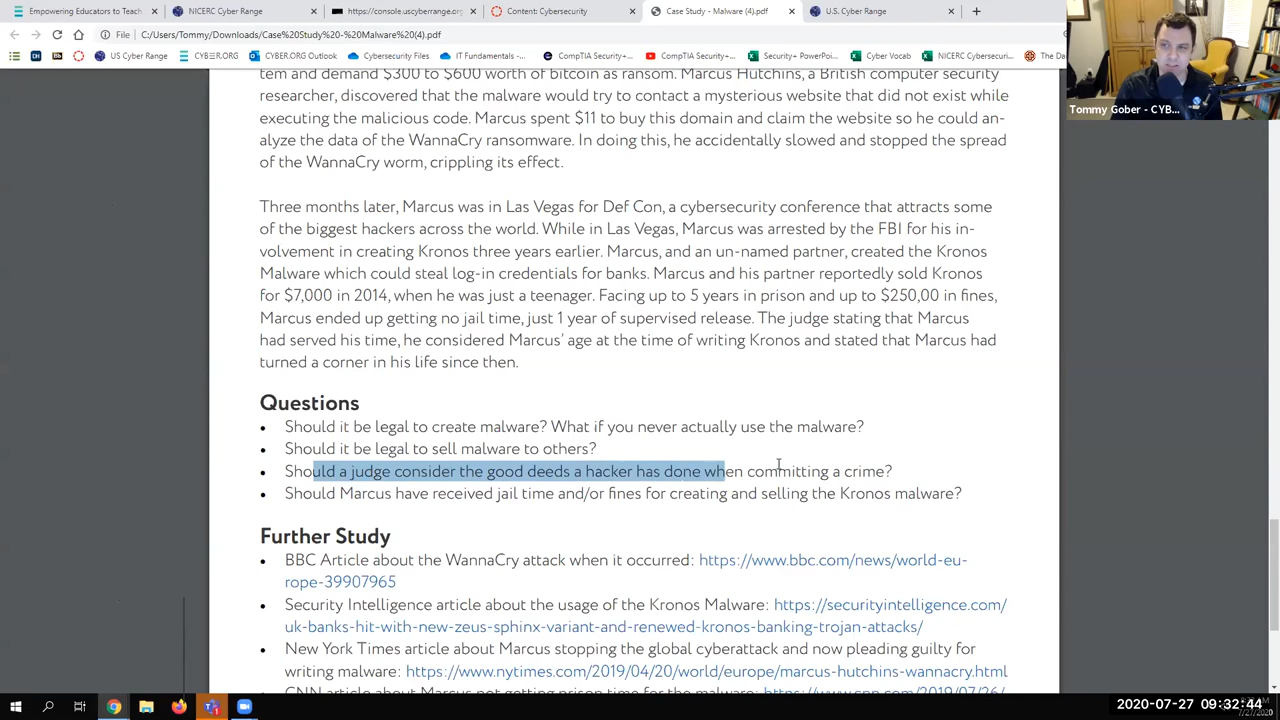 Empowering Educators to Teach
NICERC Cyber Range
https://console.uscyberrange.org
Content: Cybersecurity
Case Study - Malware (4).pdf
U.S. Cyber Range
File
C:/Users/Tommy/Downloads/Case%20Study%20-%20Malware%20(4).pdf
US Cyber Range
CYBER.ORG
CYBER.ORG Outlook
Cybersecurity Files
IT Fundamentals -...
CompTIA Security+...
CompTIA Security+...
Security+ PowerPoi...
Cyber Vocab
NICERC Cybersecuri...
The Da
Tommy Gober - CYB...
tem and demand $300 to $600 worth of bitcoin as ransom. Marcus Hutchins, a British computer security
researcher, discovered that the malware would try to contact a mysterious website that did not exist while
executing the malicious code. Marcus spent $11 to buy this domain and claim the website so he could an-
alyze the data of the WannaCry ransomware. In doing this, he accidentally slowed and stopped the spread
of the WannaCry worm, crippling its effect.
Three months later, Marcus was in Las Vegas for Def Con, a cybersecurity conference that attracts some
of the biggest hackers across the world. While in Las Vegas, Marcus was arrested by the FBI for his in-
volvement in creating Kronos three years earlier. Marcus, and an un-named partner, created the Kronos
Malware which could steal log-in credentials for banks. Marcus and his partner reportedly sold Kronos
for $7,000 in 2014, when he was just a teenager. Facing up to 5 years in prison and up to $250,00 in fines,
Marcus ended up getting no jail time, just 1 year of supervised release. The judge stating that Marcus
had served his time, he considered Marcus' age at the time of writing Kronos and stated that Marcus had
turned a corner in his life since then.
Questions
• Should it be legal to create malware? What if you never actually use the malware?
• Should it be legal to sell malware to others?
• Should a judge consider the good deeds a hacker has done when committing a crime?
• Should Marcus have received jail time and/or fines for creating and selling the Kronos malware?
Further Study
• BBC Article about the WannaCry attack when it occurred: https://www.bbc.com/news/world-eu-
rope-39907965
• Security Intelligence article about the usage of the Kronos Malware: https://securityintelligence.com/
uk-banks-hit-with-new-zeus-sphinx-variant-and-renewed-kronos-banking-trojan-attacks/
• New York Times article about Marcus stopping the global cyberattack and now pleading guilty for
writing malware: https://www.nytimes.com/2019/04/20/world/europe/marcus-hutchins-wannacry.html
• CNN article about Marcus not getting prison time for the malware: https://www.cnn.com/2019/07/26/
2020-07-27 09:32:44